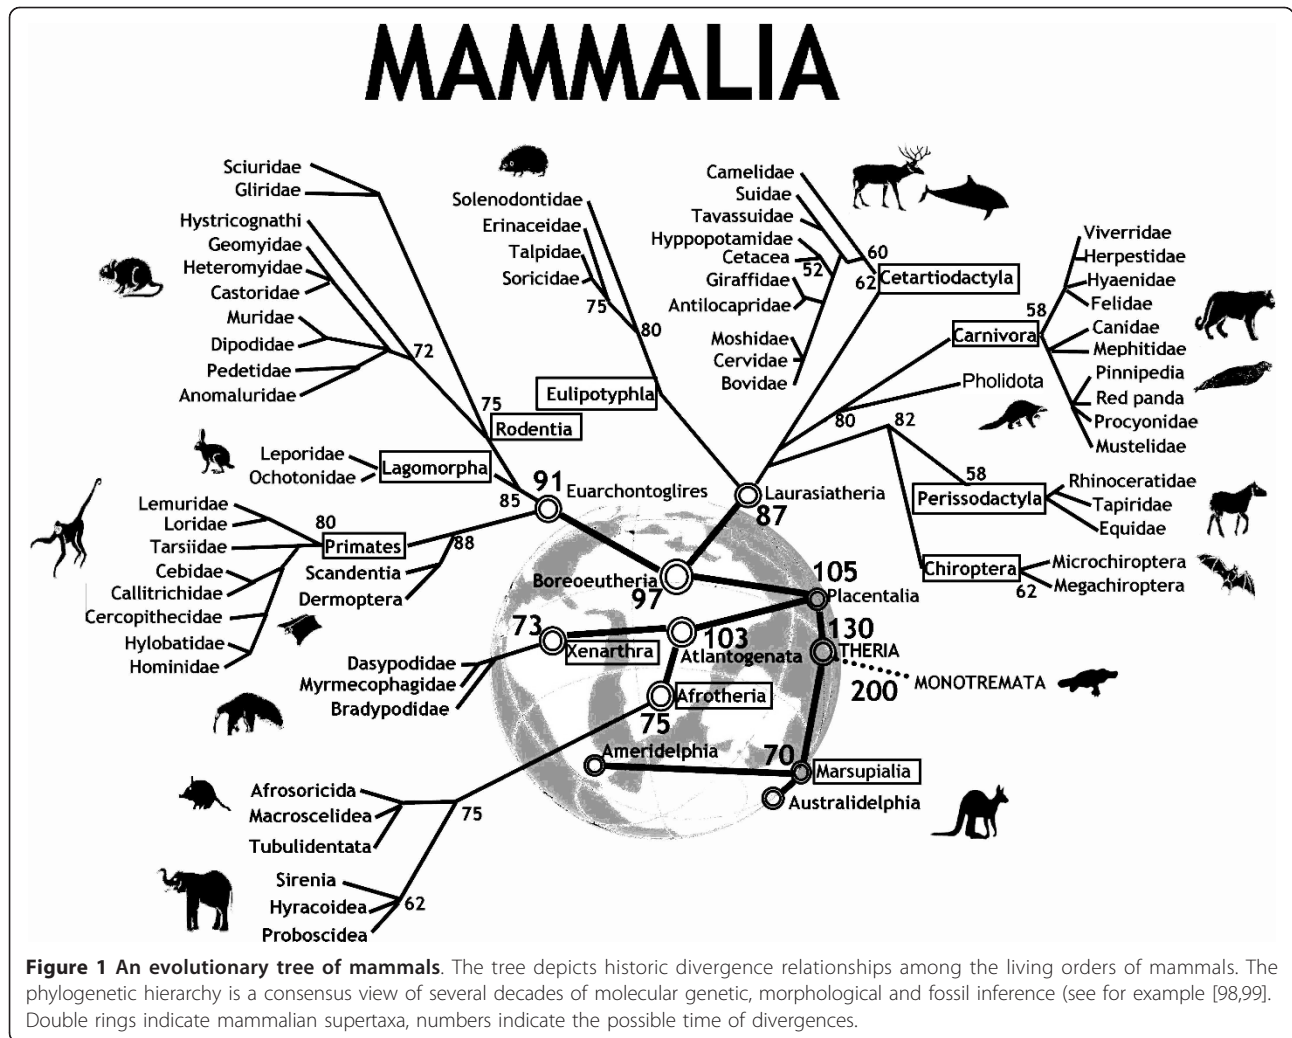 MAMMALIA
Sciuridae
Gliridae
Hystricognathi
Geomyidae
Heteromyidae
Castoridae
Muridae
Dipodidae
Pedetidae
Anomaluridae
72
75
Rodentia
Solenodontidae
Erinaceidae
Talpidae
Soricidae
75
80
Eulipotyphla
Camelidae
Suidae
Tavassuidae
Hyppopotamidae
Cetacea
52
Giraffidae
Antilocapridae
Moshidae
Cervidae
Bovidae
60
62
Cetartiodactyla
Viverridae
Herpestidae
Hyaenidae
Felidae
58
Carnivora
Canidae
Mephitidae
Pinnipedia
Red panda
Procyonidae
Mustelidae
Pholidota
80
82
58
Perissodactyla
Rhinoceratidae
Tapiridae
Equidae
Chiroptera
62
Microchiroptera
Megachiroptera
Leporidae
Ochotonidae
Lagomorpha
85
91
Euarchontoglires
Laurasiatheria
87
Lemuridae
Loridae
Tarsiidae
Cebidae
Callitrichidae
Cercopithecidae
Hylobatidae
Hominidae
80
Primates
88
Scandentia
Dermoptera
Boreoeutheria
97
105
Placentalia
130
THERIA
200
MONOTREMATA
73
Xenarthra
103
Atlantogenata
Dasypodidae
Myrmecophagidae
Bradypodidae
Afrotheria
75
Ameridelphia
70
Marsupialia
Australidelphia
Afrosoricida
Macroscelidea
Tubulidentata
75
Sirenia
Hyracoidea
Proboscidea
62
Figure 1 An evolutionary tree of mammals. The tree depicts historic divergence relationships among the living orders of mammals. The
phylogenetic hierarchy is a consensus view of several decades of molecular genetic, morphological and fossil inference (see for example [98,99].
Double rings indicate mammalian supertaxa, numbers indicate the possible time of divergences.